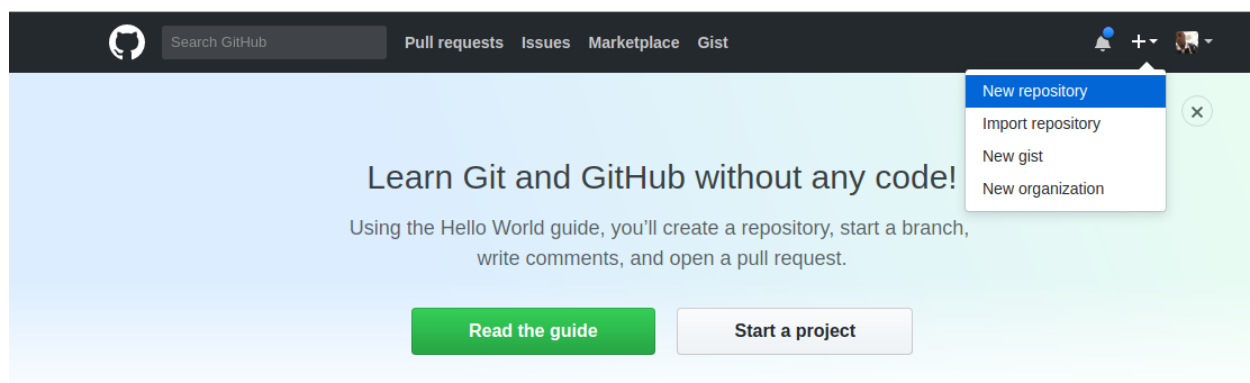 Search GitHub Pull requests Issues Marketplace Gist
New repository
Import repository
New gist
New organization
Learn Git and GitHub without any code!
Using the Hello World guide, you’ll create a repository, start a branch,
write comments, and open a pull request.
Read the guide Start a project